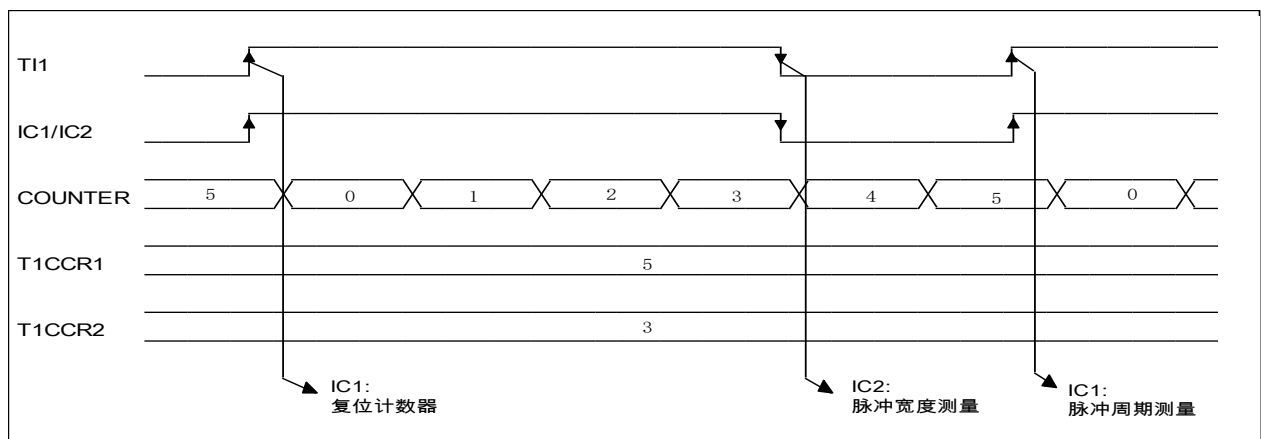 TI1
IC1/IC2
COUNTER 5 0 1 2 3 4 5 0
T1CCR1 5
T1CCR2 3
IC1:
复位计数器
IC2:
脉冲宽度测量
IC1:
脉冲周期测量